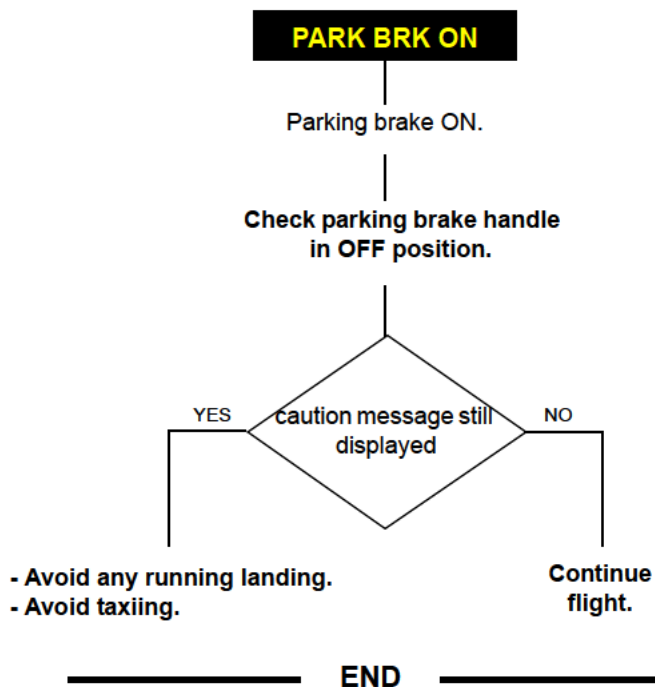 PARK BRK ON
Parking brake ON.
Check parking brake handle
in OFF position.
YES
caution message still
displayed
NO
- Avoid any running landing.
- Avoid taxiing.
Continue
flight.
END